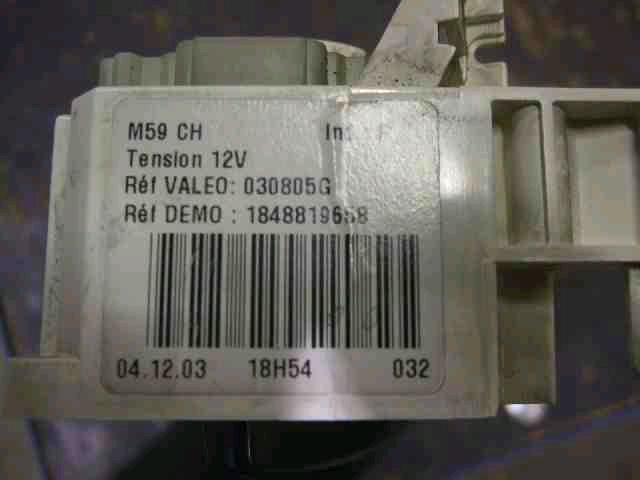 M59 CH
Tension 12V
Réf VALEO: 030805G
Réf DEMO : 1848819658
04.12.03 18H54 032